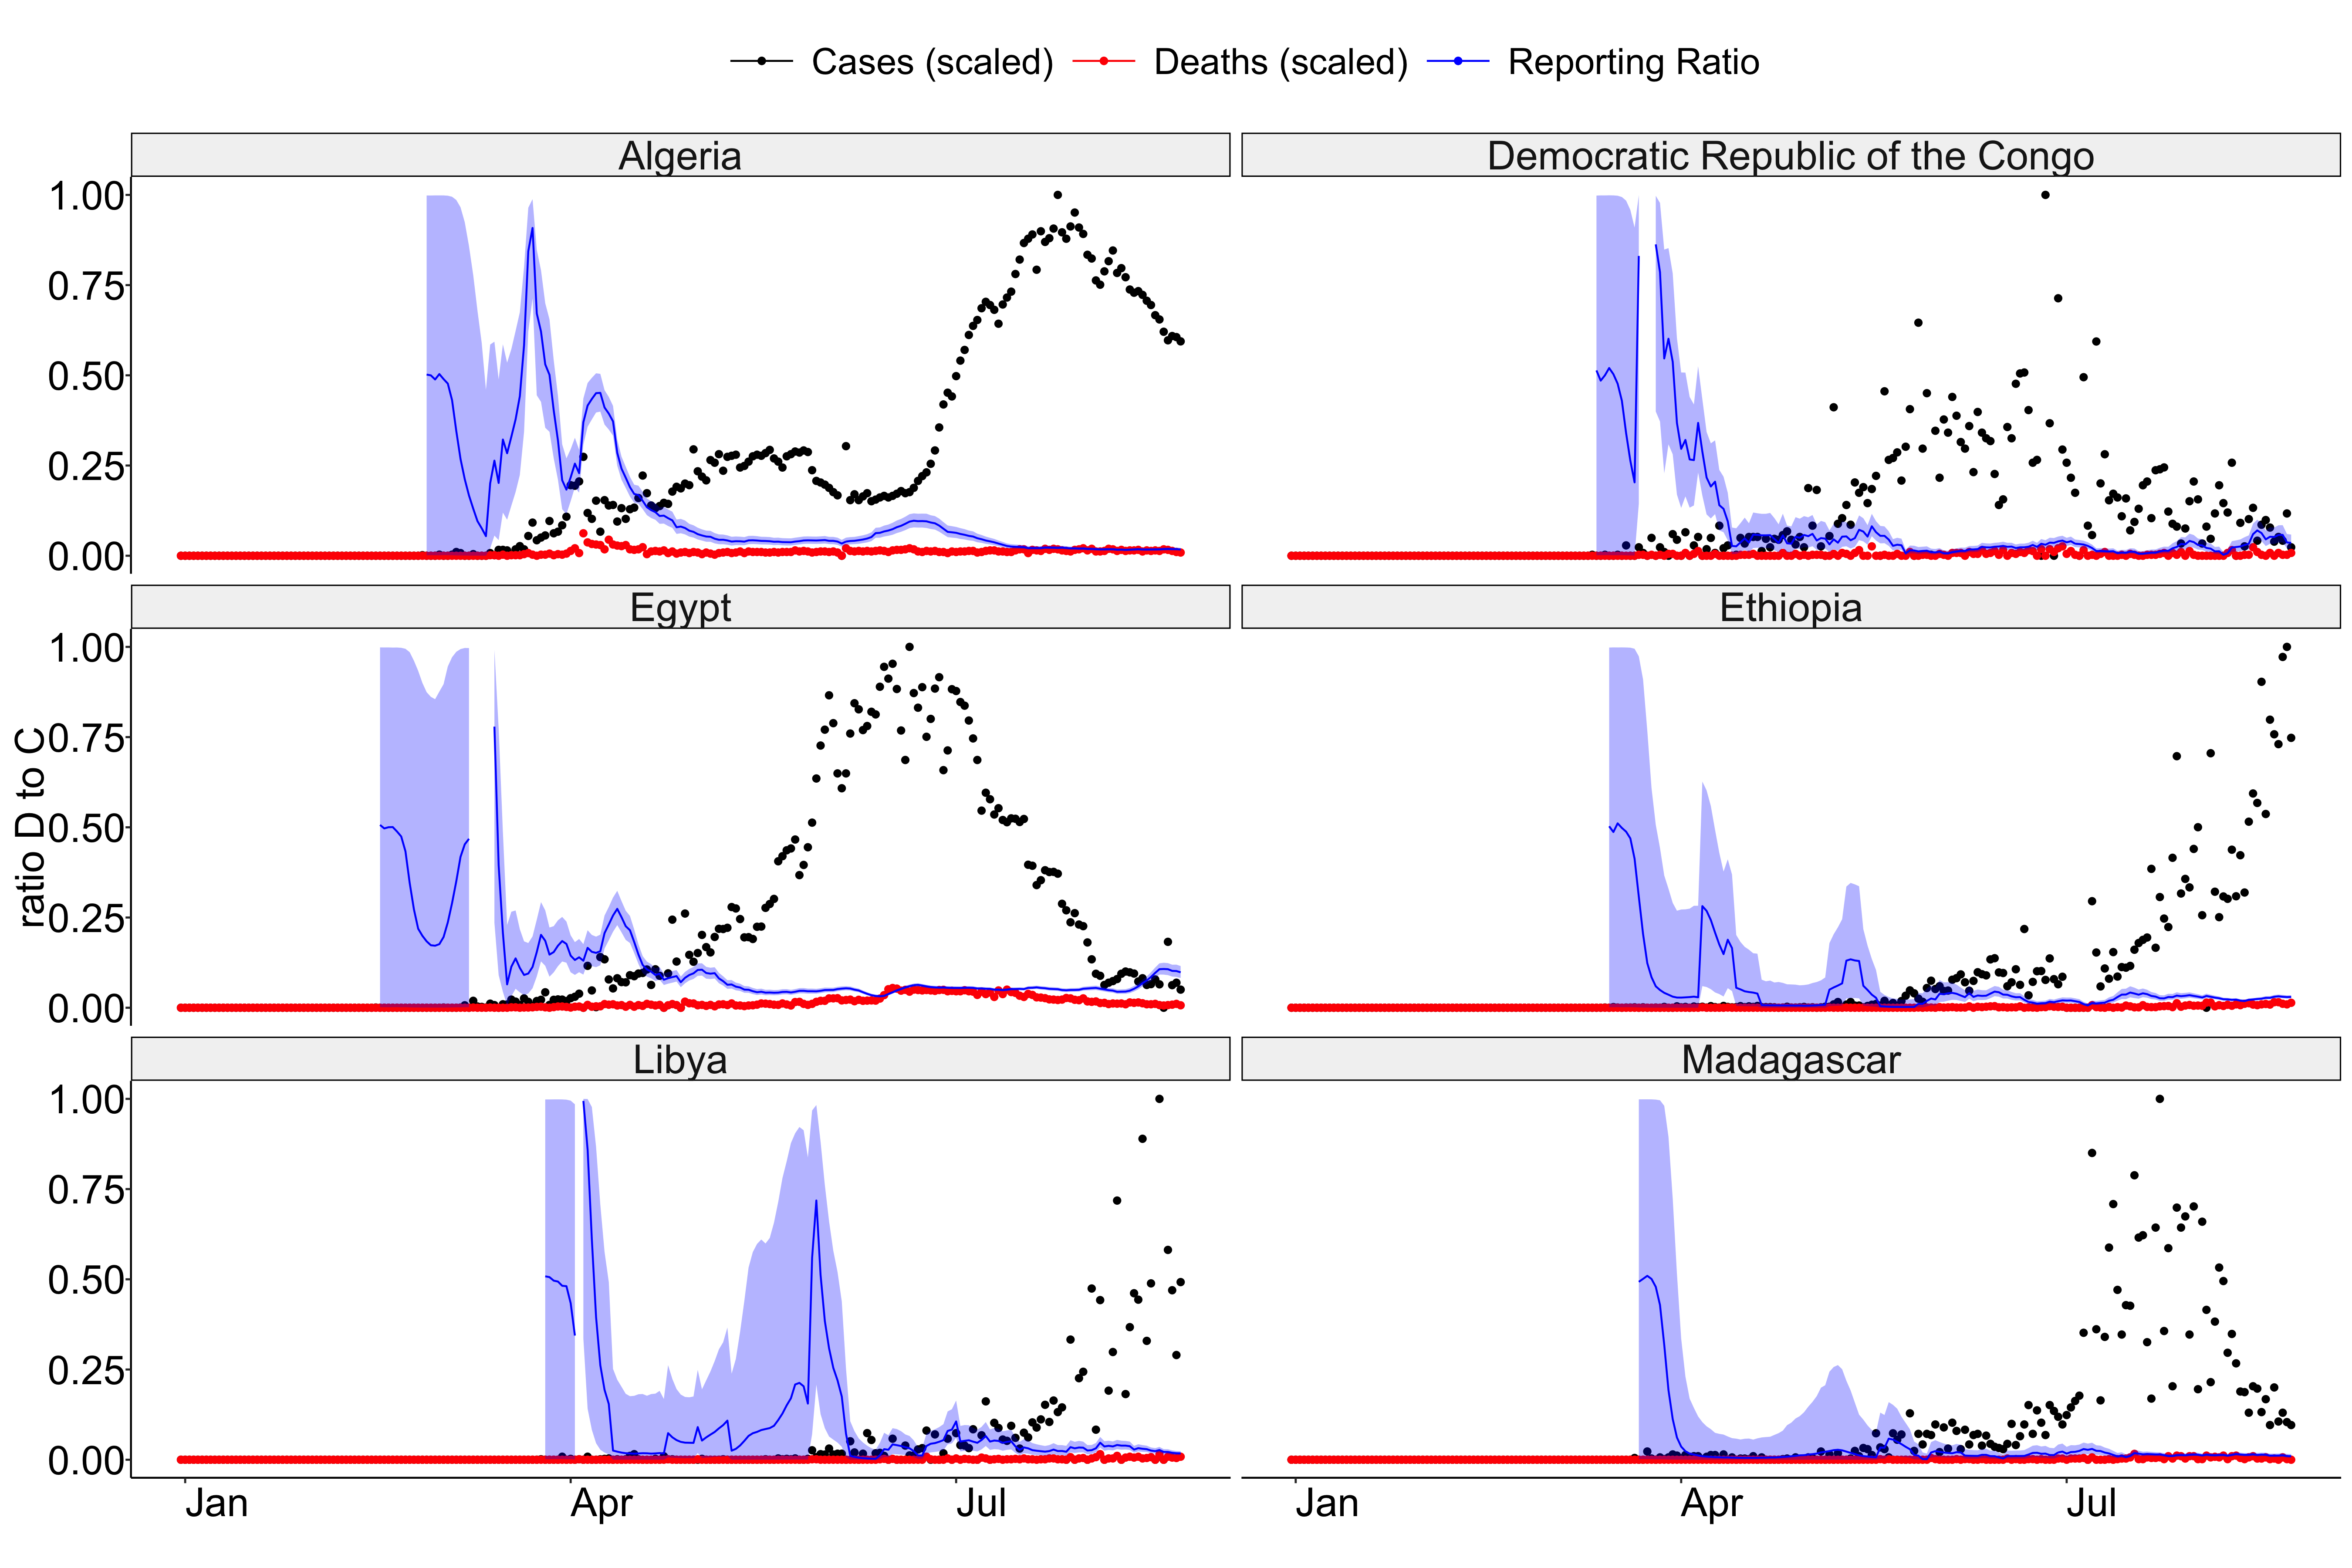 Cases (scaled) Deaths (scaled) Reporting Ratio
Algeria Democratic Republic of the Congo
1.00
0.75
0.50
0.25
0.00
Egypt Ethiopia
1.00
0.75
0.50
0.25
0.00
ratio D to C
Libya Madagascar
1.00
0.75
0.50
0.25
0.00
Jan Apr Jul Jan Apr Jul